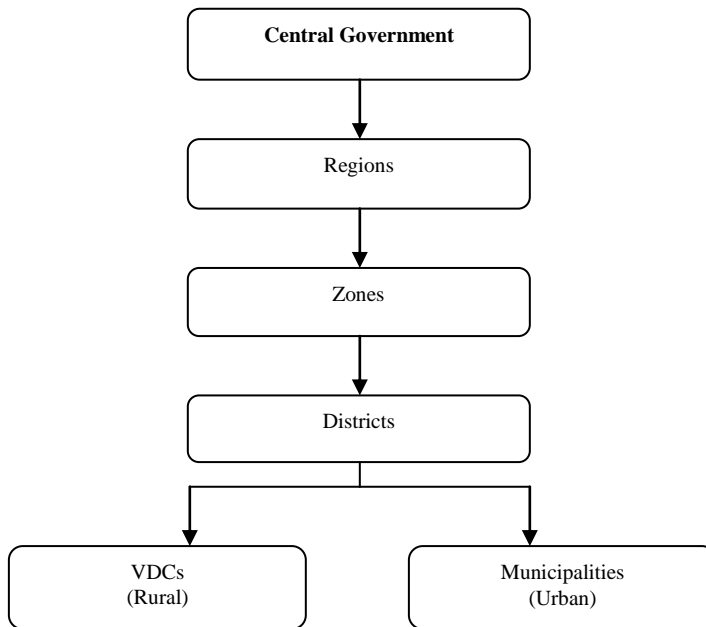 Central Government
Regions
Zones
Districts
VDCs
(Rural)
Municipalities
(Urban)